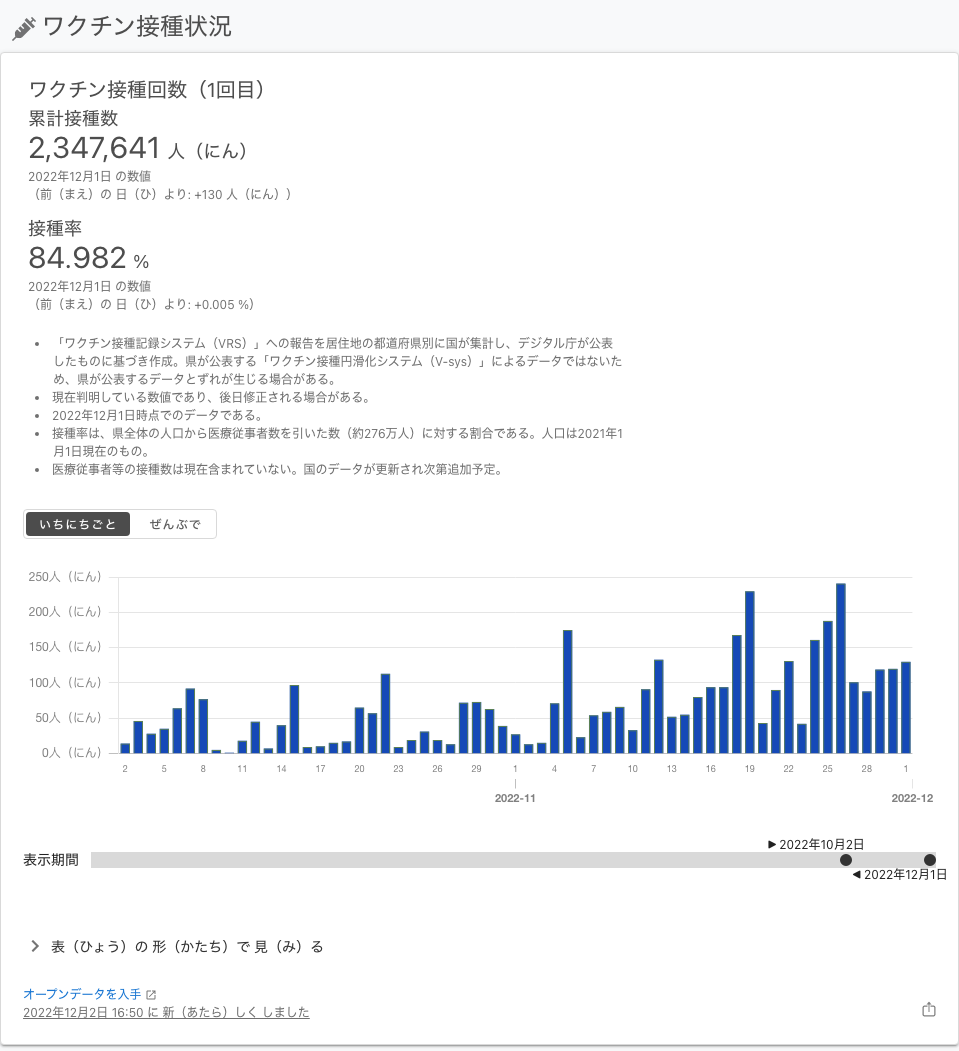 ワクチン接種状況
ワクチン接種回数（1回目）
累計接種数
2,347,641 人（にん）
2022年12月1日 の数値
（前（まえ）の 日（ひ）より: +130 人（にん））
接種率
84.982 %
2022年12月1日 の数値
（前（まえ）の 日（ひ）より: +0.005 %）
• 「ワクチン接種記録システム（VRS）」への報告を居住地の都道府県別に国が集計し、デジタル庁が公表
したものに基づき作成。県が公表する「ワクチン接種円滑化システム（V-sys）」によるデータではないた
め、県が公表するデータとずれが生じる場合がある。
• 現在判明している数値であり、後日修正される場合がある。
• 2022年12月1日時点でのデータである。
• 接種率は、県全体の人口から医療従事者数を引いた数（約276万人）に対する割合である。人口は2021年1
月1日現在のもの。
• 医療従事者等の接種数は現在含まれていない。国のデータが更新され次第追加予定。
いちにちごと ぜんぶで
250人（にん）
200人（にん）
150人（にん）
100人（にん）
50人（にん）
0人（にん）
2 5 8 11 14 17 20 23 26 29 1 4 7 10 13 16 19 22 25 28 1
2022-11 2022-12
▶ 2022年10月2日
表示期間
◀ 2022年12月1日
表（ひょう）の 形（かたち）で 見（み）る
オープンデータを入手
2022年12月2日 16:50 に 新（あたら）しく しました